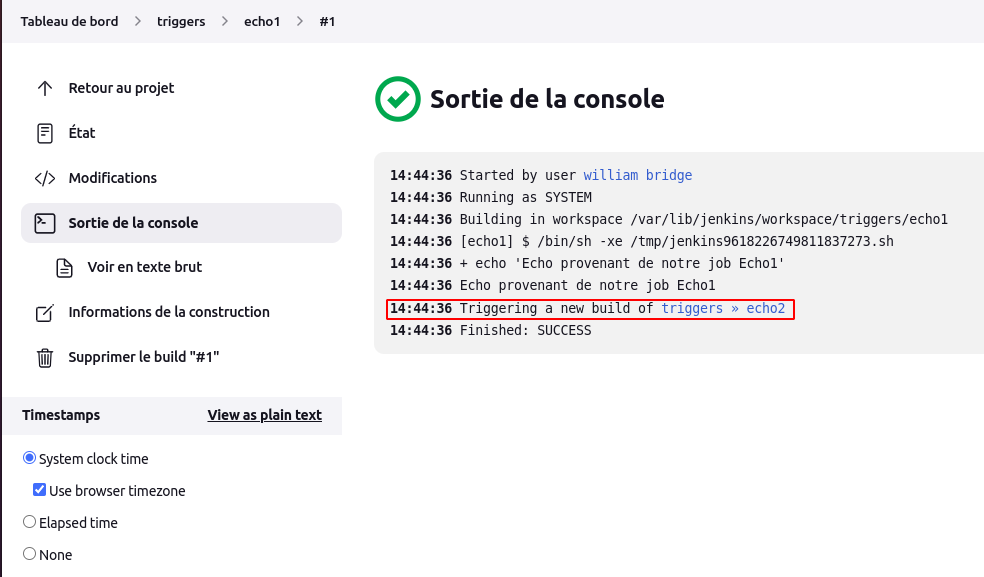 Tableau de bord > triggers > echo1 > #1
Retour au projet
État
</> Modifications
Sortie de la console
Voir en texte brut
Informations de la construction
Supprimer le build "#1"
Timestamps View as plain text
System clock time
Use browser timezone
Elapsed time
None
Sortie de la console
14:44:36 Started by user william bridge
14:44:36 Running as SYSTEM
14:44:36 Building in workspace /var/lib/jenkins/workspace/triggers/echo1
14:44:36 [echo1] $ /bin/sh -xe /tmp/jenkins9618226749811837273.sh
14:44:36 + echo 'Echo provenant de notre job Echo1'
14:44:36 Echo provenant de notre job Echo1
14:44:36 Triggering a new build of triggers » echo2
14:44:36 Finished: SUCCESS